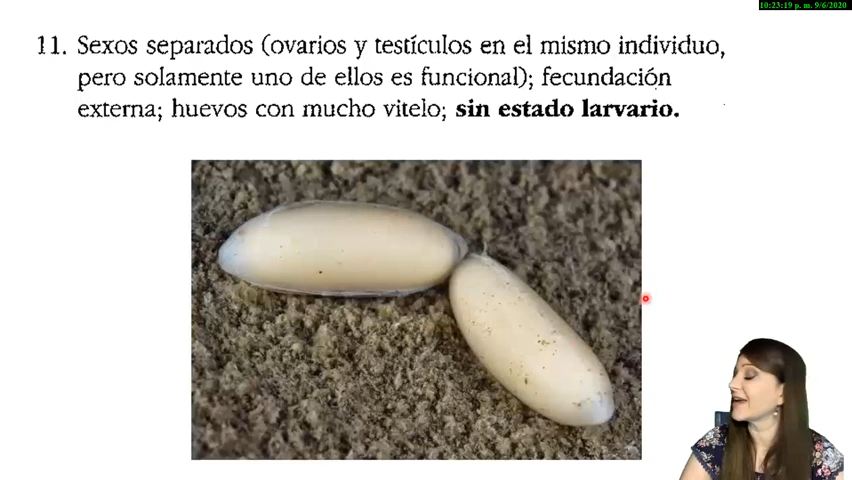 10:23:19 p. m. 9/6/2020
11. Sexos separados (ovarios y testículos en el mismo individuo,
pero solamente uno de ellos es funcional); fecundación
externa; huevos con mucho vitelo; sin estado larvario.